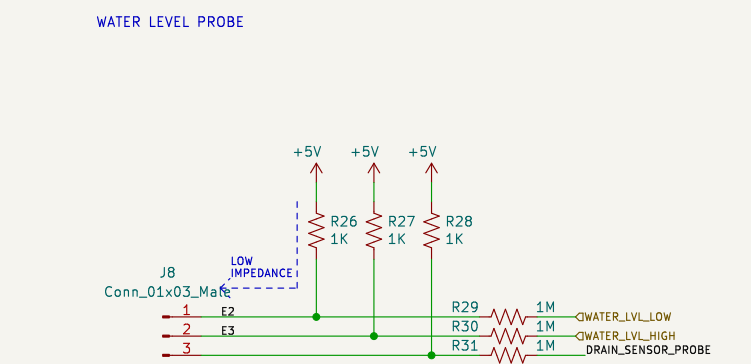 WATER LEVEL PROBE
+5V +5V +5V
R26 R27 R28
1K 1K 1K
LOW
IMPEDANCE
J8
Conn_01x03_Male
1 E2 R29 1M WATER_LVL_LOW
2 E3 R30 1M WATER_LVL_HIGH
3 R31 1M DRAIN_SENSOR_PROBE